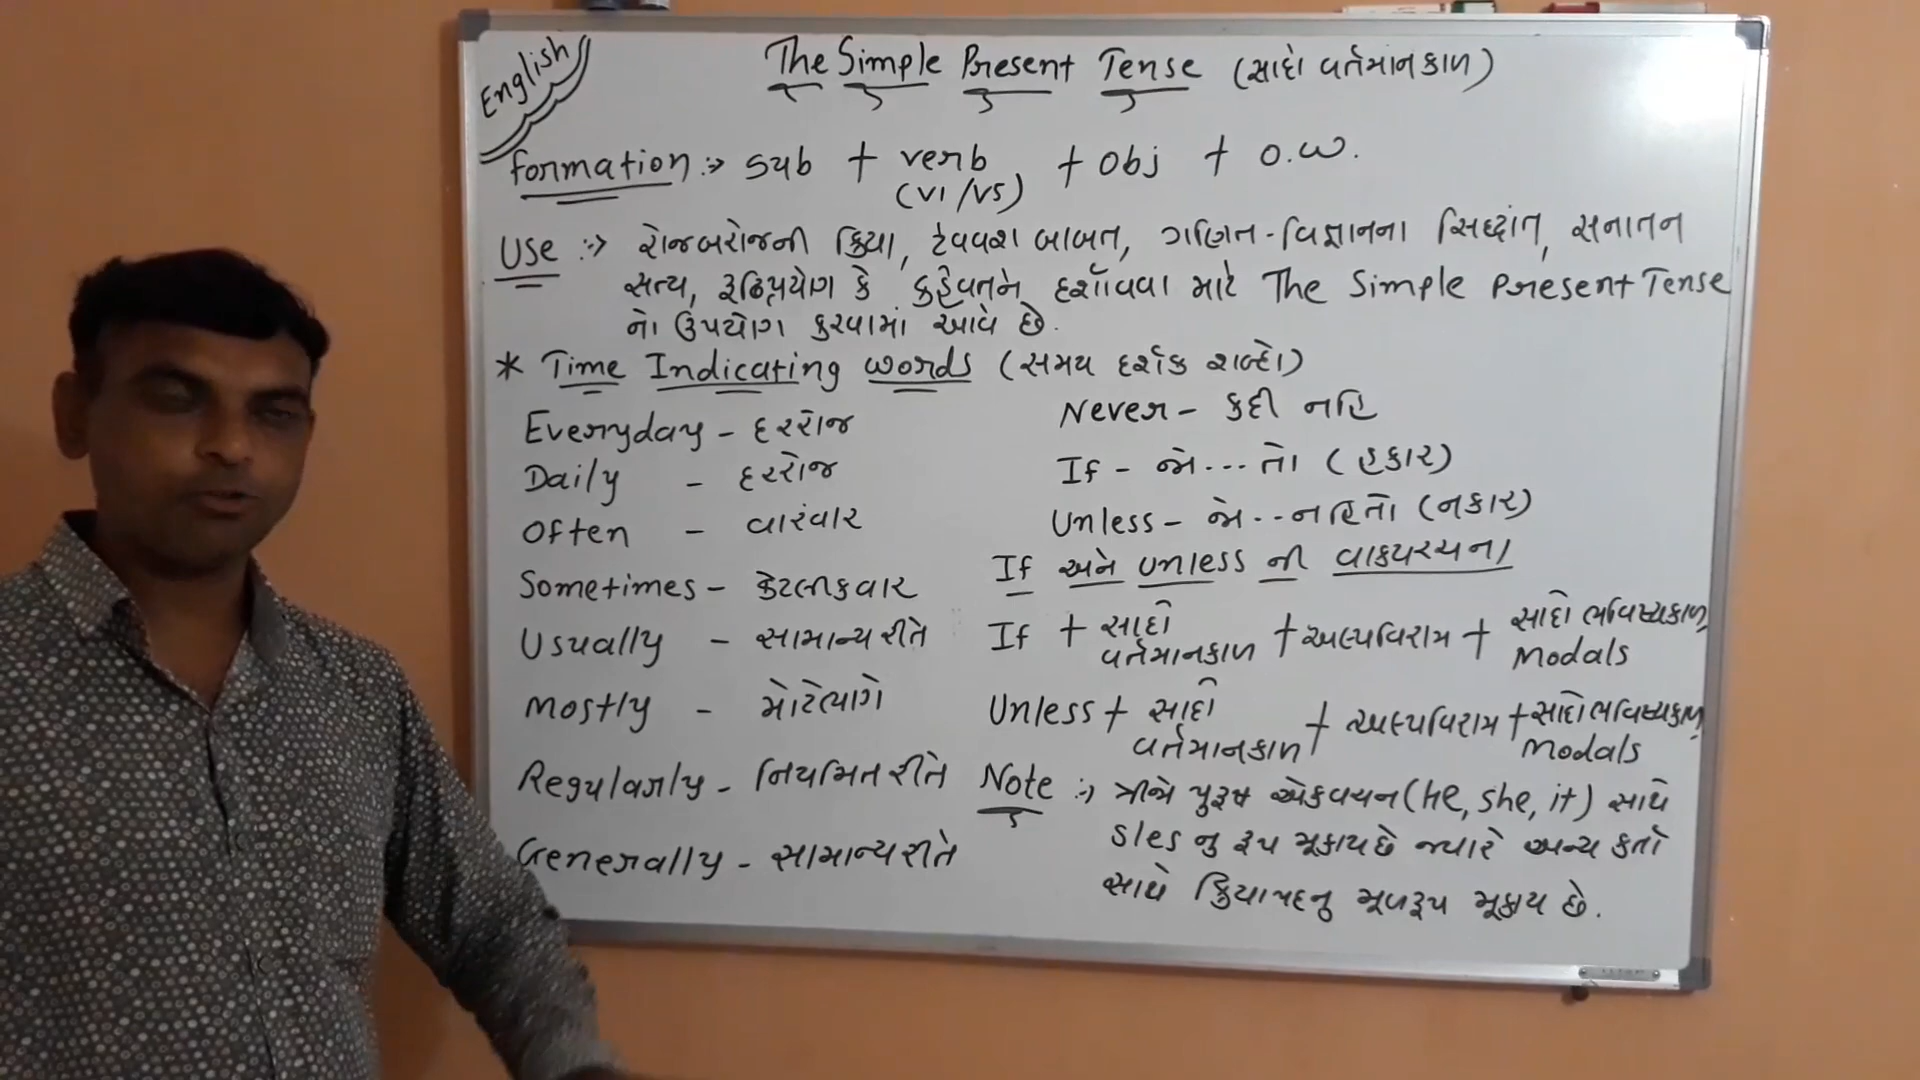 English
The Simple Present Tense (સાદો વર્તમાનકાળ)
formation :→ sub + verb + obj + o.w.
(v1/vs)
Use :→ રોજબરોજની ક્રિયા, ટેવવશ બાબત, ગણિત-વિજ્ઞાનના સિદ્ધાંત, સનાતન
સત્ય, રૂઢિપ્રયોગ કે કહેવતને દર્શાવવા માટે The Simple Present Tense
નો ઉપયોગ કરવામાં આવે છે.
* Time Indicating words (સમય દર્શક શબ્દો)
Everyday - દરરોજ
Daily - દરરોજ
Often - વારંવાર
Sometimes - કેટલીકવાર
Usually - સામાન્ય રીતે
Mostly - મોટેભાગે
Regularly - નિયમિત રીતે
Generally - સામાન્ય રીતે
Never - કદી નહિ
If - જો...તો (હકાર)
Unless - જો..નહિતો (નકાર)
If અને unless ની વાક્યરચના
If + સાદો વર્તમાનકાળ + અલ્પવિરામ + સાદો ભવિષ્યકાળ, Modals
Unless + સાદો વર્તમાનકાળ + અલ્પવિરામ + સાદો ભવિષ્યકાળ, Modals
Note :→ ત્રીજો પુરૂષ એકવચન (He, she, it) સાથે
s/es નુ રૂપ મૂકાય છે જ્યારે અન્ય કર્તા
સાથે ક્રિયાપદનુ મૂળરૂપ મૂકાય છે.